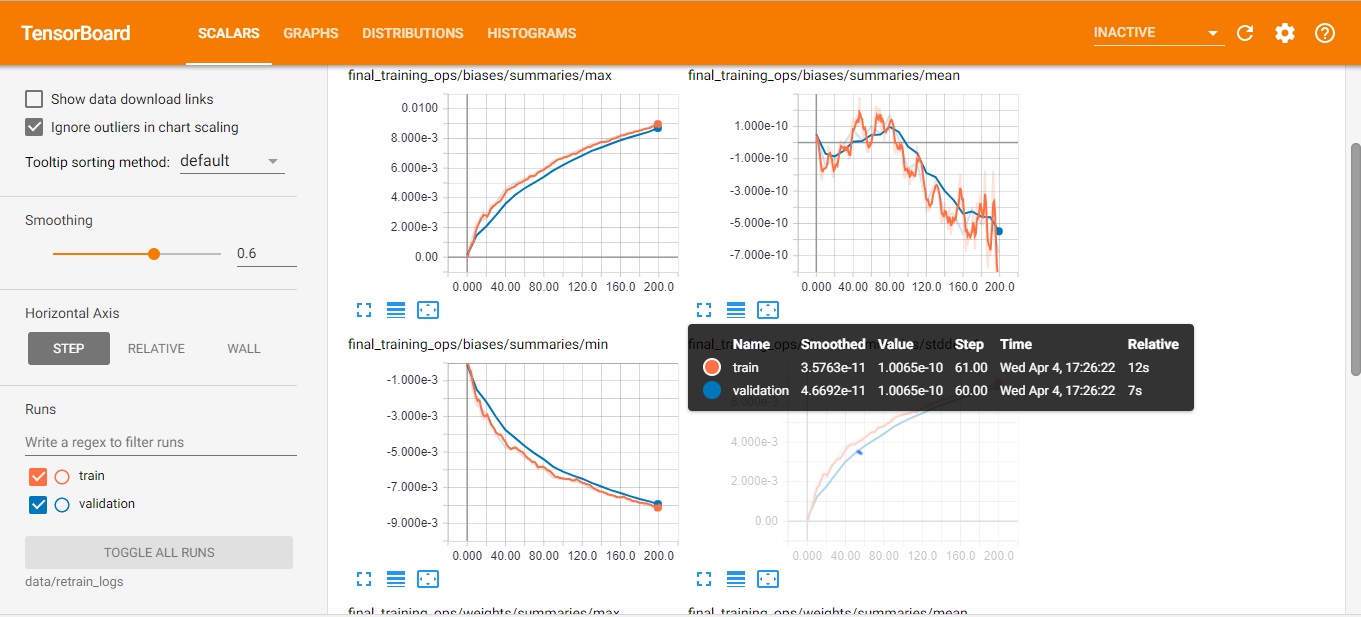 TensorBoard SCALARS GRAPHS DISTRIBUTIONS HISTOGRAMS INACTIVE
Show data download links
Ignore outliers in chart scaling
Tooltip sorting method: default
Smoothing
0.6
Horizontal Axis
STEP RELATIVE WALL
Runs
Write a regex to filter runs
train
validation
TOGGLE ALL RUNS
data/retrain_logs
final_training_ops/biases/summaries/max
0.0100
8.000e-3
6.000e-3
4.000e-3
2.000e-3
0.00
0.000 40.00 80.00 120.0 160.0 200.0
final_training_ops/biases/summaries/mean
1.000e-10
-1.000e-10
-3.000e-10
-5.000e-10
-7.000e-10
0.000 40.00 80.00 120.0 160.0 200.0
final_training_ops/biases/summaries/min
-1.000e-3
-3.000e-3
-5.000e-3
-7.000e-3
-9.000e-3
0.000 40.00 80.00 120.0 160.0 200.0
Name Smoothed Value Step Time Relative
train 3.5763e-11 1.0065e-10 61.00 Wed Apr 4, 17:26:22 12s
validation 4.6692e-11 1.0065e-10 60.00 Wed Apr 4, 17:26:22 7s
4.000e-3
2.000e-3
0.00
0.000 40.00 80.00 120.0 160.0 200.0
final_training_ops/weights/summaries/max
final_training_ops/weights/summaries/mean